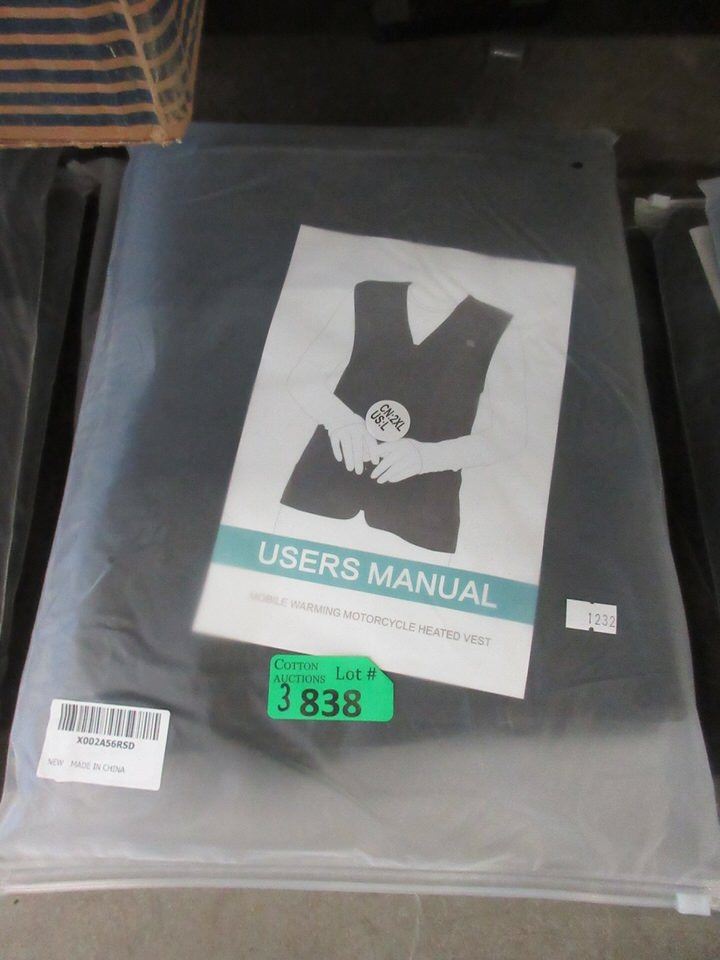 CN:2XL
US:L
USERS MANUAL
MOBILE WARMING MOTORCYCLE HEATED VEST
1232
COTTON
AUCTIONS
Lot #
3 838
X002A56RSD
NEW MADE IN CHINA